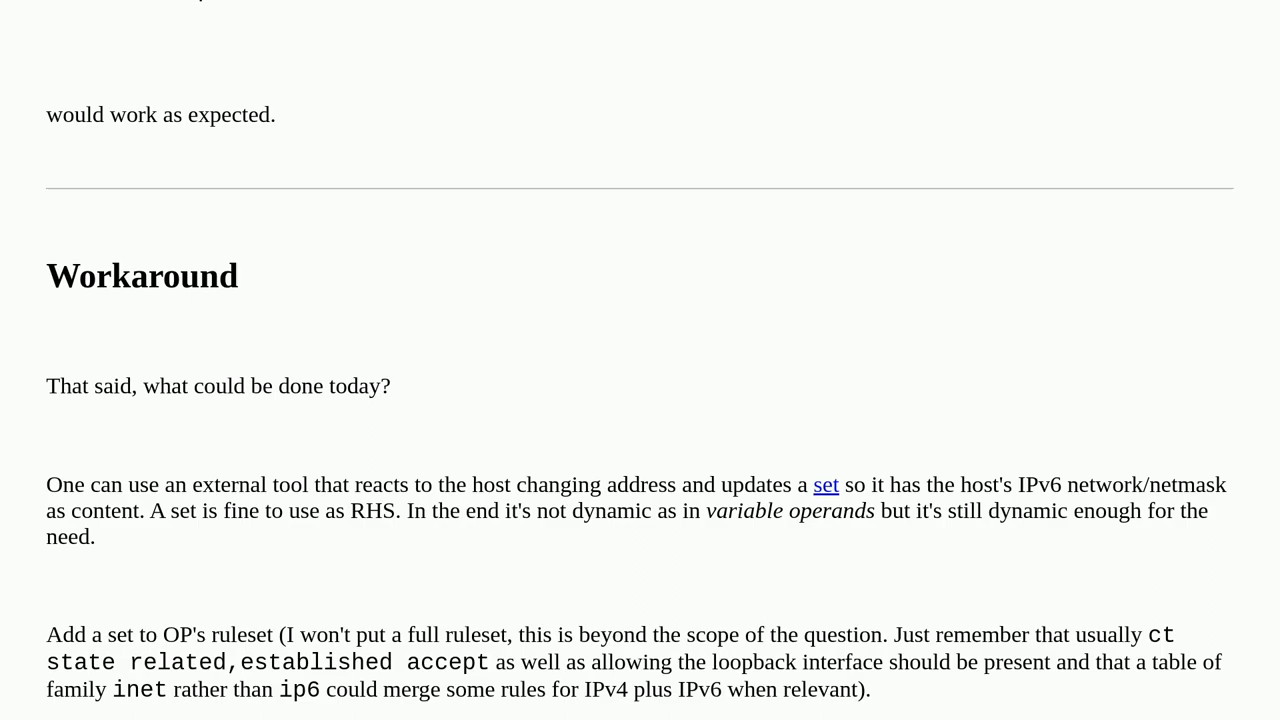 would work as expected.
Workaround
That said, what could be done today?
One can use an external tool that reacts to the host changing address and updates a set so it has the host's IPv6 network/netmask
as content. A set is fine to use as RHS. In the end it's not dynamic as in variable operands but it's still dynamic enough for the
need.
Add a set to OP's ruleset (I won't put a full ruleset, this is beyond the scope of the question. Just remember that usually ct
state related,established accept as well as allowing the loopback interface should be present and that a table of
family inet rather than ip6 could merge some rules for IPv4 plus IPv6 when relevant).